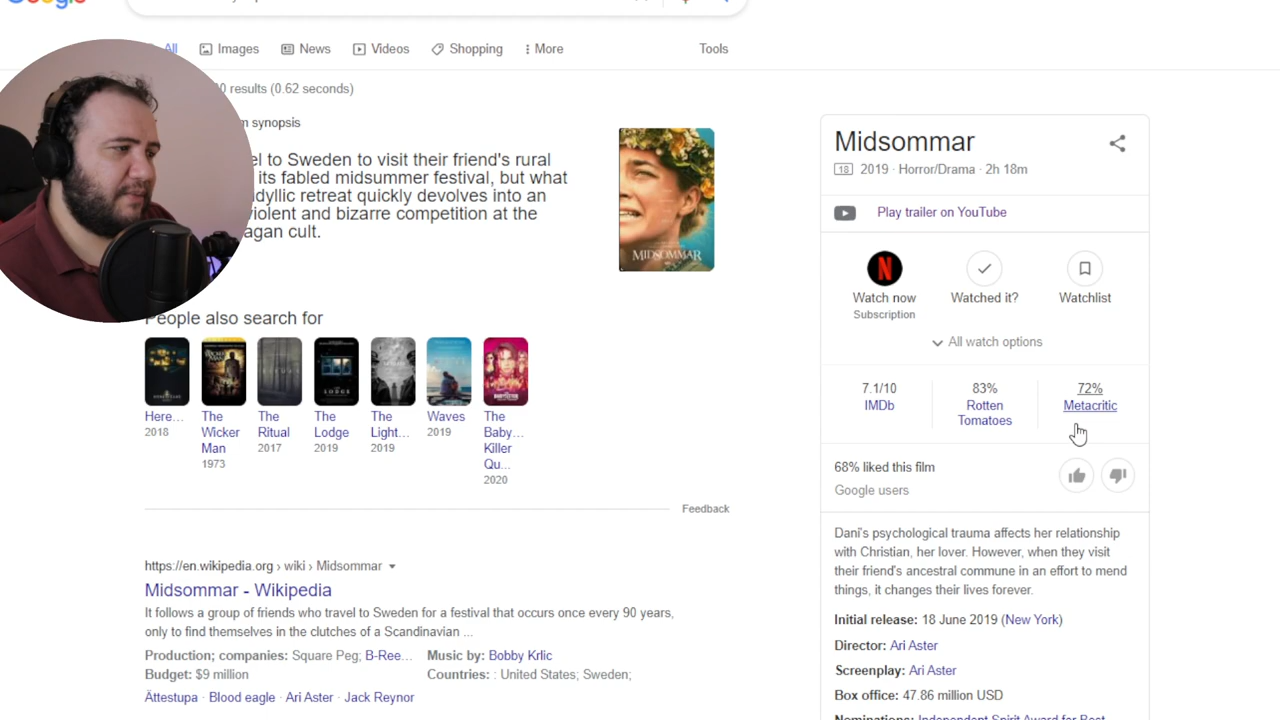 Google
All
Images
News
Videos
Shopping
More
Tools
results (0.62 seconds)
synopsis
to Sweden to visit their friend's rural
its fabled midsummer festival, but what
idyllic retreat quickly devolves into an
violent and bizarre competition at the
cult.
MIDSOMMAR
People also search for
Here...
2018
The
Wicker
Man
1973
The
Ritual
2017
The
Lodge
2019
The
Light...
2019
Waves
2019
The
Baby...
Killer
Qu...
2020
Feedback
https://en.wikipedia.org › wiki › Midsommar
Midsommar - Wikipedia
It follows a group of friends who travel to Sweden for a festival that occurs once every 90 years,
only to find themselves in the clutches of a Scandinavian ...
Production; companies: Square Peg; B-Ree...
Music by: Bobby Krlic
Budget: $9 million
Countries: : United States; Sweden;
Ättestupa · Blood eagle · Ari Aster · Jack Reynor
Midsommar
18 2019 · Horror/Drama · 2h 18m
Play trailer on YouTube
N
Watch now
Subscription
Watched it?
Watchlist
All watch options
7.1/10
IMDb
83%
Rotten
Tomatoes
72%
Metacritic
68% liked this film
Google users
Dani's psychological trauma affects her relationship
with Christian, her lover. However, when they visit
their friend's ancestral commune in an effort to mend
things, it changes their lives forever.
Initial release: 18 June 2019 (New York)
Director: Ari Aster
Screenplay: Ari Aster
Box office: 47.86 million USD
Nominations: Independent Spirit Award for Best